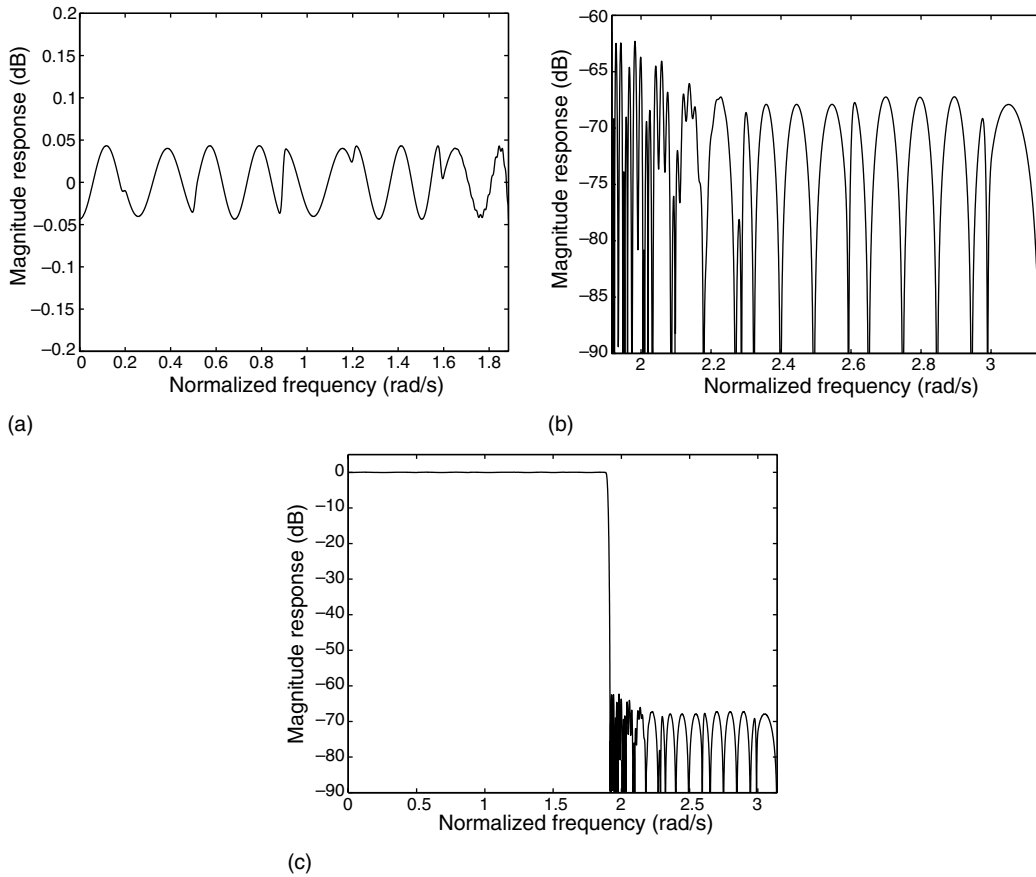 0.2
0.15
0.1
0.05
0
−0.05
−0.1
−0.15
−0.2
Magnitude response (dB)
0 0.2 0.4 0.6 0.8 1 1.2 1.4 1.6 1.8
Normalized frequency (rad/s)
(a)
−60
−65
−70
−75
−80
−85
−90
Magnitude response (dB)
2 2.1 2.2 2.3 2.4 2.6 2.8 3
Normalized frequency (rad/s)
(b)
0
−10
−20
−30
−40
−50
−60
−70
−80
−90
Magnitude response (dB)
0 0.5 1 1.5 2 2.5 3
Normalized frequency (rad/s)
(c)